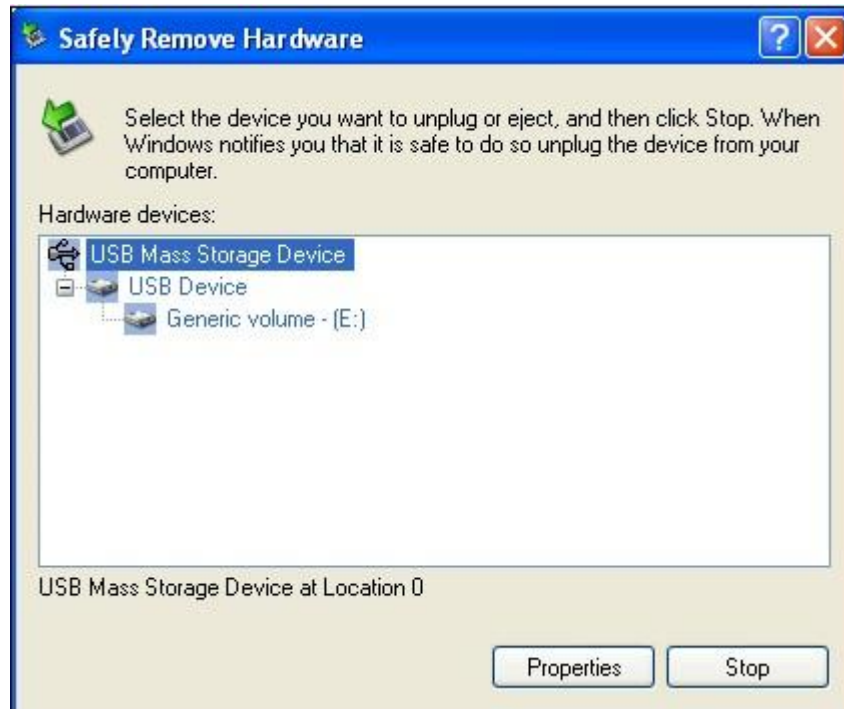 Safely Remove Hardware
Select the device you want to unplug or eject, and then click Stop. When
Windows notifies you that it is safe to do so unplug the device from your
computer.
Hardware devices:
USB Mass Storage Device
USB Device
Generic volume - (E:)
USB Mass Storage Device at Location 0
Properties Stop